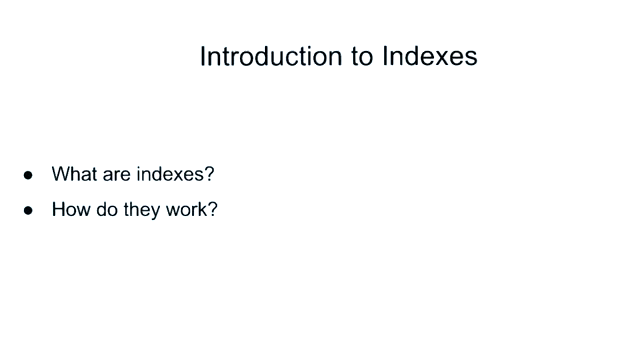 Introduction to Indexes
● What are indexes?
● How do they work?